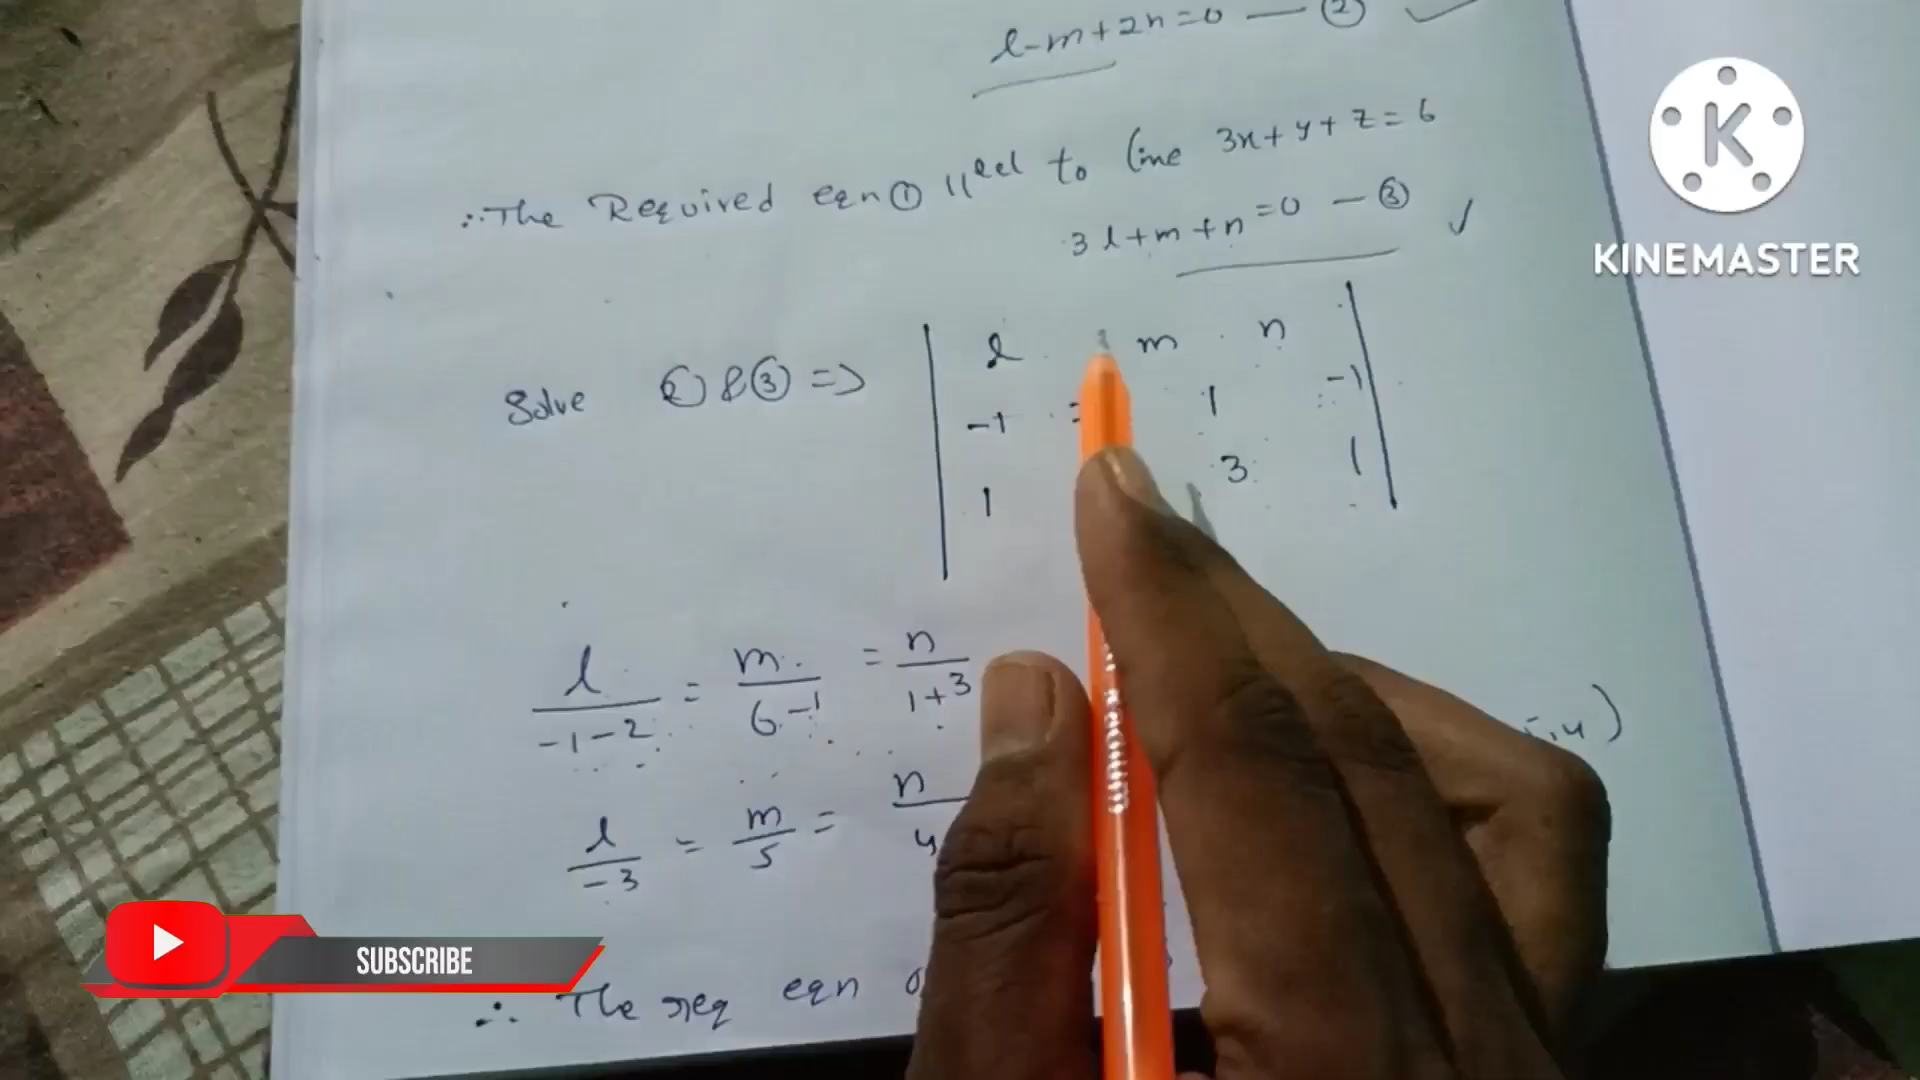 l-m+2n=0 — ②
∴ The Required eqn ① ||el to line 3x+y+z=6
3l+m+n=0 — ③
l m n
Solve ② & ③ =>
-1 1 -1
1 3 1
l/-1-2 = m/6-1 = n/1+3
l/-3 = m/5 = n/4
∴ The req eqn
KINEMASTER
SUBSCRIBE